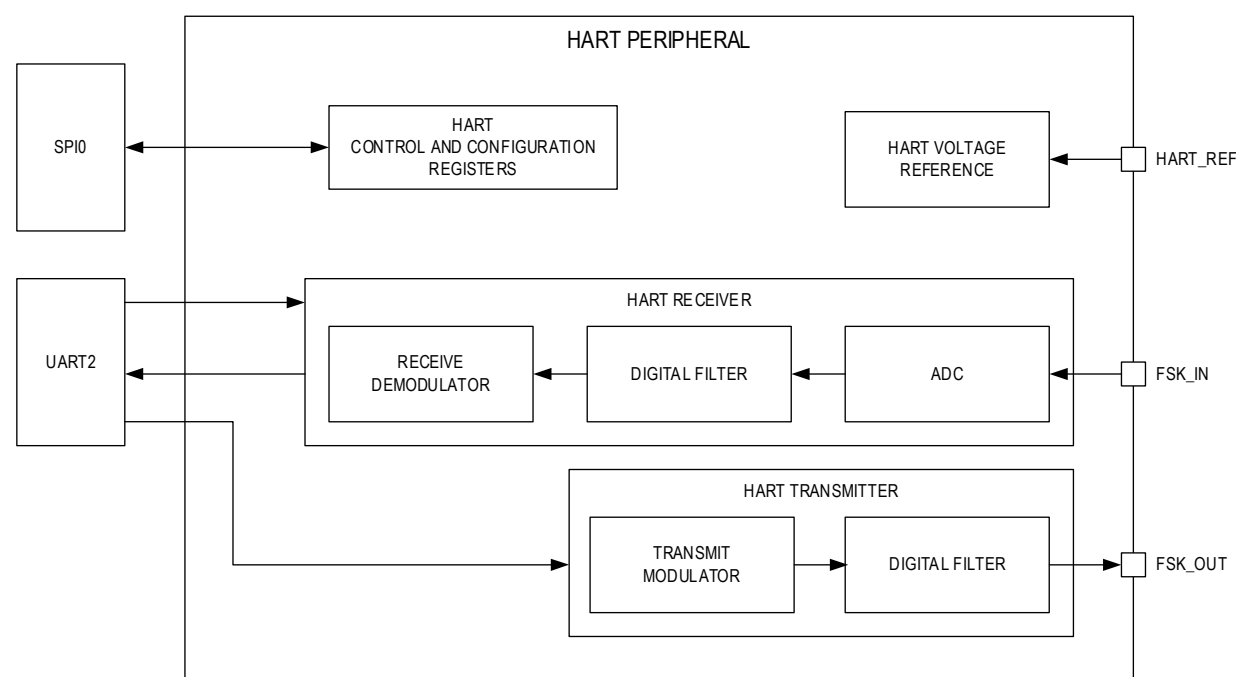 HART PERIPHERAL
SPI0
HART
CONTROL AND CONFIGURATION
REGISTERS
HART VOLTAGE
REFERENCE
HART_REF
HART RECEIVER
UART2
RECEIVE
DEMODULATOR
DIGITAL FILTER
ADC
FSK_IN
HART TRANSMITTER
TRANSMIT
MODULATOR
DIGITAL FILTER
FSK_OUT